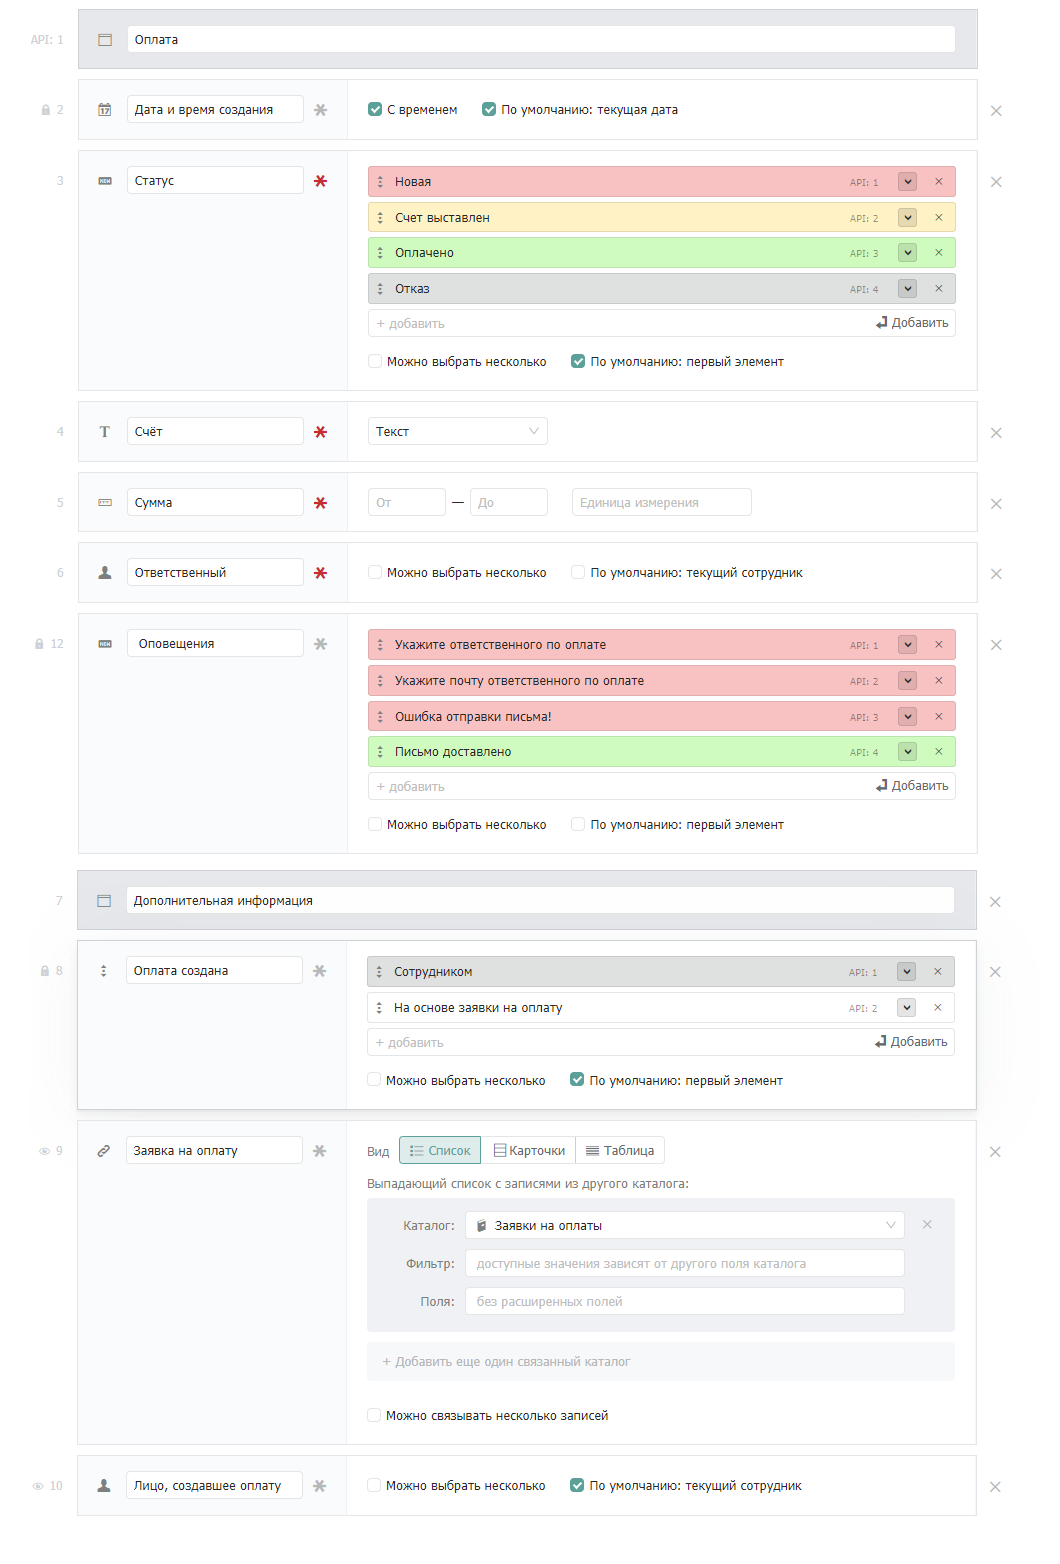 API: 1 Оплата
2 17 Дата и время создания С временем По умолчанию: текущая дата
3 NEW Статус Новая API: 1
Счет выставлен API: 2
Оплачено API: 3
Отказ API: 4
+ добавить Добавить
Можно выбрать несколько По умолчанию: первый элемент
4 T Счёт Текст
5 Сумма От — До Единица измерения
6 Ответственный Можно выбрать несколько По умолчанию: текущий сотрудник
12 NEW Оповещения Укажите ответственного по оплате API: 1
Укажите почту ответственного по оплате API: 2
Ошибка отправки письма! API: 3
Письмо доставлено API: 4
+ добавить Добавить
Можно выбрать несколько По умолчанию: первый элемент
7 Дополнительная информация
8 Оплата создана Сотрудником API: 1
На основе заявки на оплату API: 2
+ добавить Добавить
Можно выбрать несколько По умолчанию: первый элемент
9 Заявка на оплату Вид Список Карточки Таблица
Выпадающий список с записями из другого каталога:
Каталог: Заявки на оплаты
Фильтр: доступные значения зависят от другого поля каталога
Поля: без расширенных полей
+ Добавить еще один связанный каталог
Можно связывать несколько записей
10 Лицо, создавшее оплату Можно выбрать несколько По умолчанию: текущий сотрудник